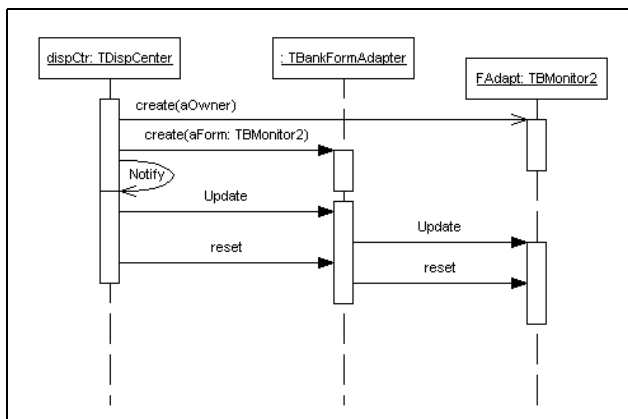 dispCtr: TDispCenter
: TBankFormAdapter
FAdapt: TBMonitor2
create(aOwner)
create(aForm: TBMonitor2)
Notify
Update
Update
reset
reset